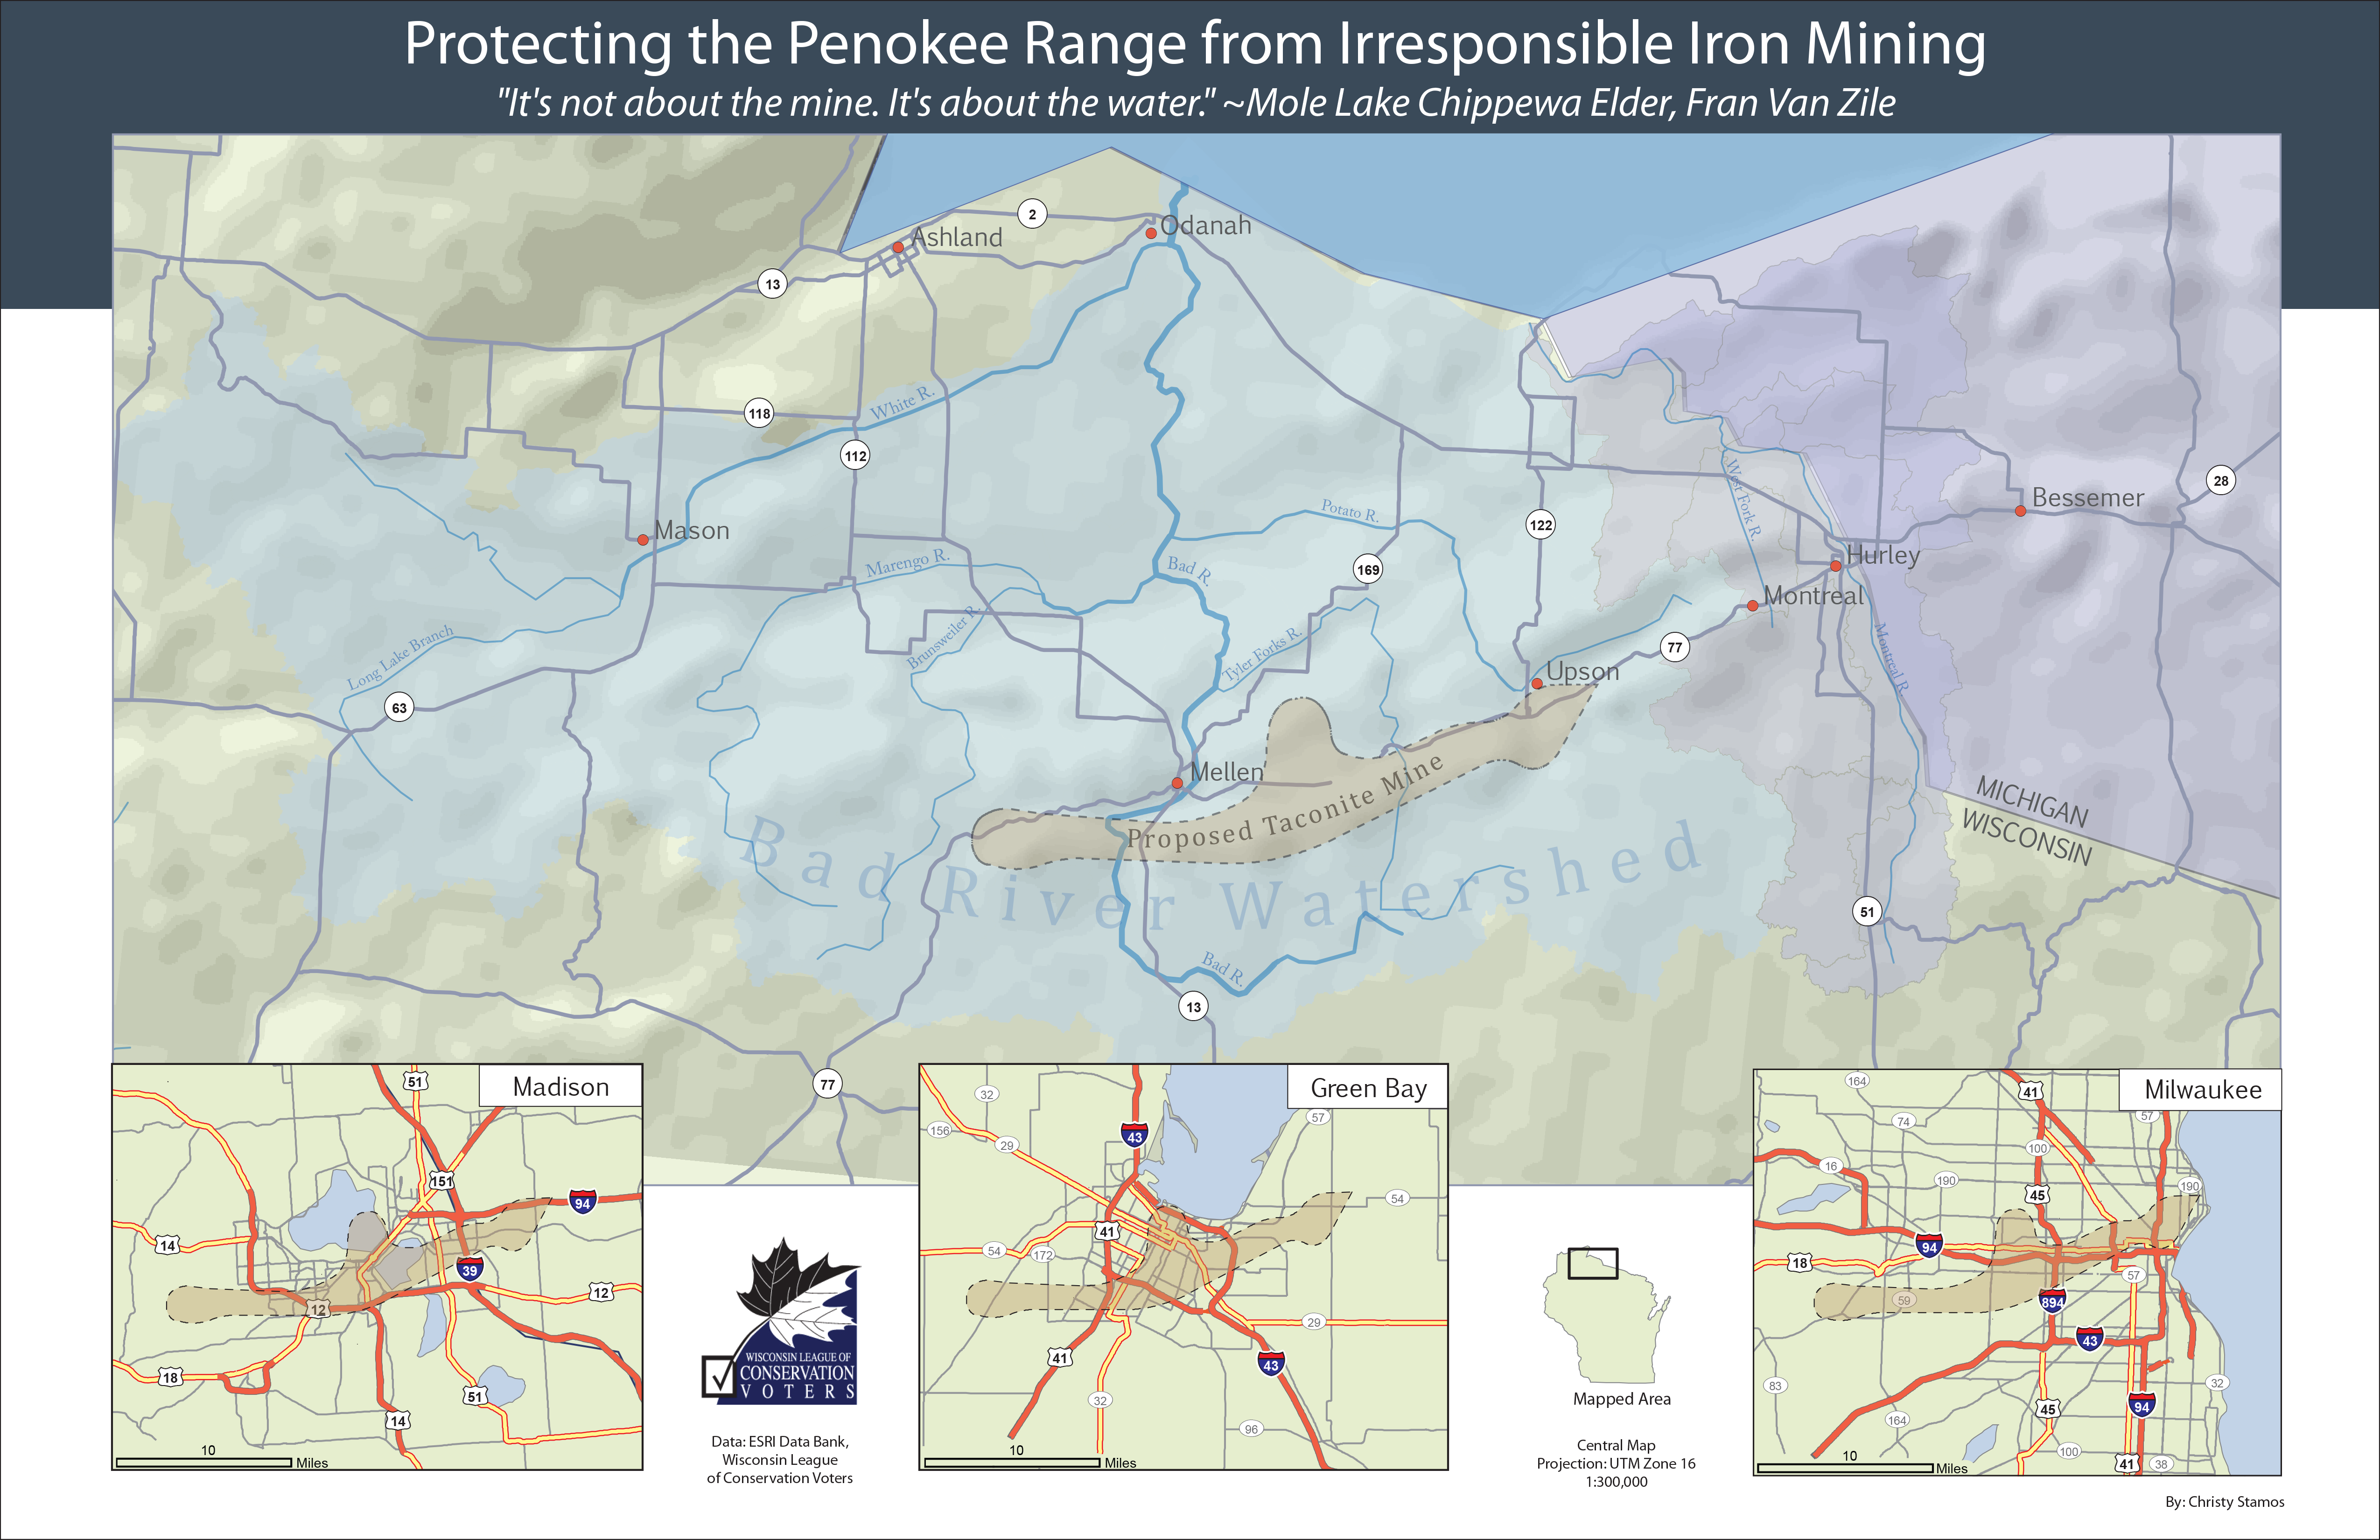 Protecting the Penokee Range from Irresponsible Iron Mining
"It's not about the mine. It's about the water." ~Mole Lake Chippewa Elder, Fran Van Zile
2
Odanah
Ashland
13
White R.
118
112
28
Bessemer
West Fork R.
Potato R.
122
Mason
Hurley
Marengo R.
Bad R.
169
Montreal
Brunsweiler R.
Tyler Forks R.
77
Montreal R.
Long Lake Branch
Upson
63
Mellen
Proposed Taconite Mine
MICHIGAN
WISCONSIN
Bad River Watershed
51
Bad R.
13
77
Madison
51
151
94
14
39
12
12
18
51
14
10
Miles
WISCONSIN LEAGUE OF
CONSERVATION
VOTERS
Data: ESRI Data Bank,
Wisconsin League
of Conservation Voters
Green Bay
32
57
43
156
29
54
41
54
172
29
41
43
32
96
10
Miles
Mapped Area
Central Map
Projection: UTM Zone 16
1:300,000
Milwaukee
164
41
57
74
100
16
190
45
190
94
18
57
59
894
43
83
32
94
45
164
100
10
Miles
41
38
By: Christy Stamos